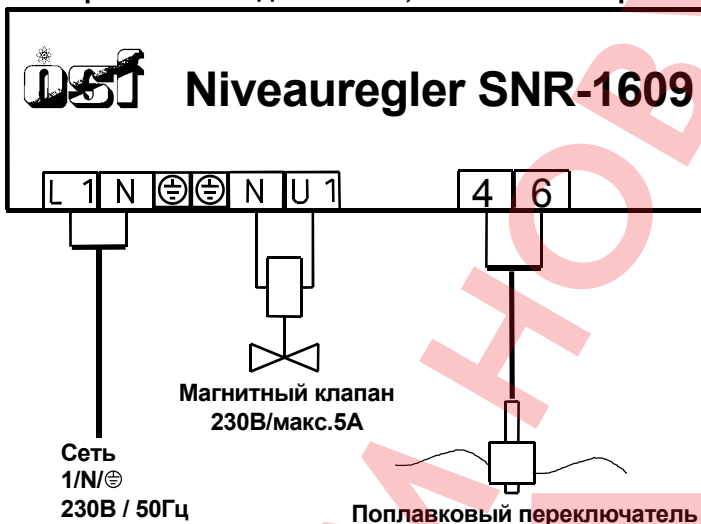 osf Niveauregler SNR-1609
L 1 N N U 1 4 6
Магнитный клапан
230В/макс.5А
Сеть
1/N/⏚
230В / 50Гц
Поплавковый переключатель